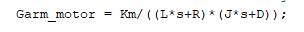 Garm_motor = Km/((L*s+R)*(J*s+D));